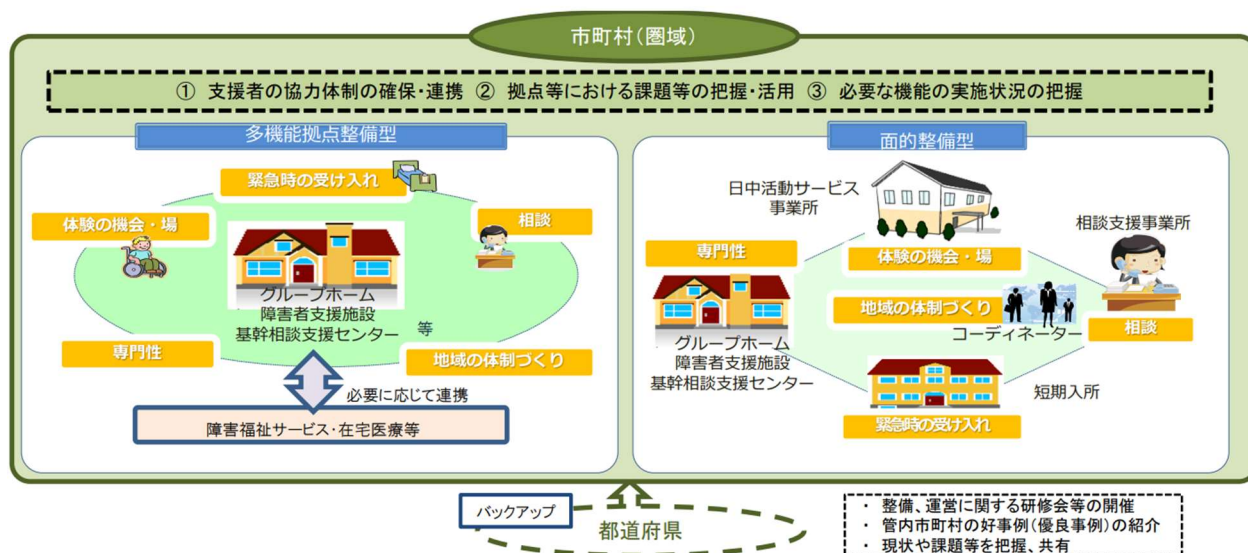 市町村(圏域)
① 支援者の協力体制の確保・連携 ② 拠点等における課題等の把握・活用 ③ 必要な機能の実施状況の把握
多機能拠点整備型
緊急時の受け入れ
体験の機会・場
相談
グループホーム
障害者支援施設
基幹相談支援センター 等
専門性
地域の体制づくり
必要に応じて連携
障害福祉サービス・在宅医療等
面的整備型
日中活動サービス
事業所
相談支援事業所
専門性
体験の機会・場
地域の体制づくり
コーディネーター
相談
グループホーム
障害者支援施設
基幹相談支援センター
短期入所
緊急時の受け入れ
バックアップ
都道府県
・ 整備、運営に関する研修会等の開催
・ 管内市町村の好事例(優良事例)の紹介
・ 現状や課題等を把握、共有